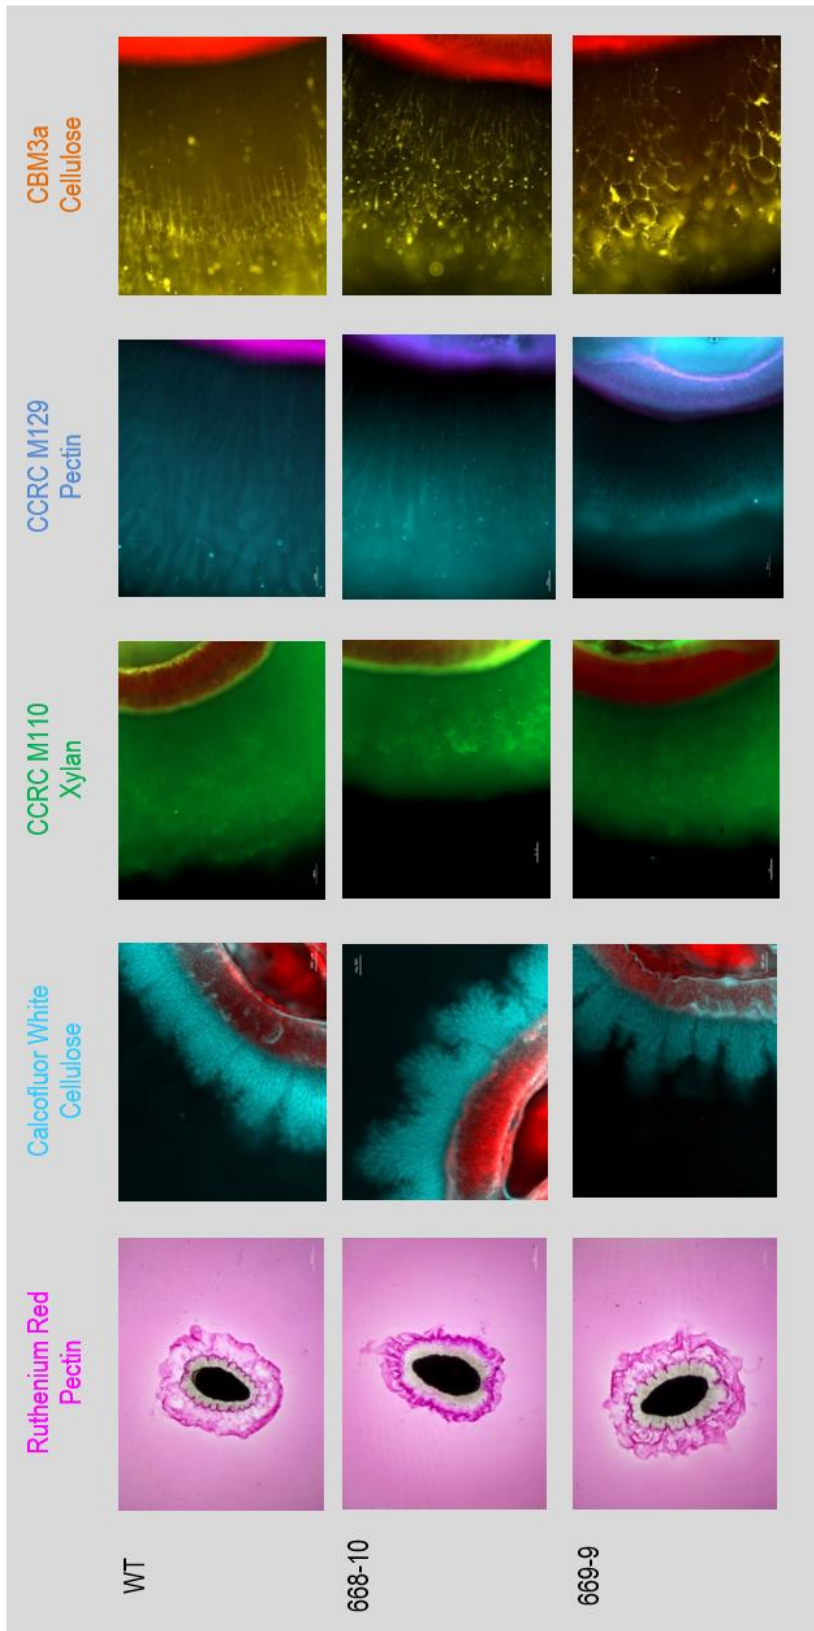 Ruthenium Red
Pectin
Calcofluor White
Cellulose
CCRC M110
Xylan
CCRC M129
Pectin
CBM3a
Cellulose
WT
668-10
669-9